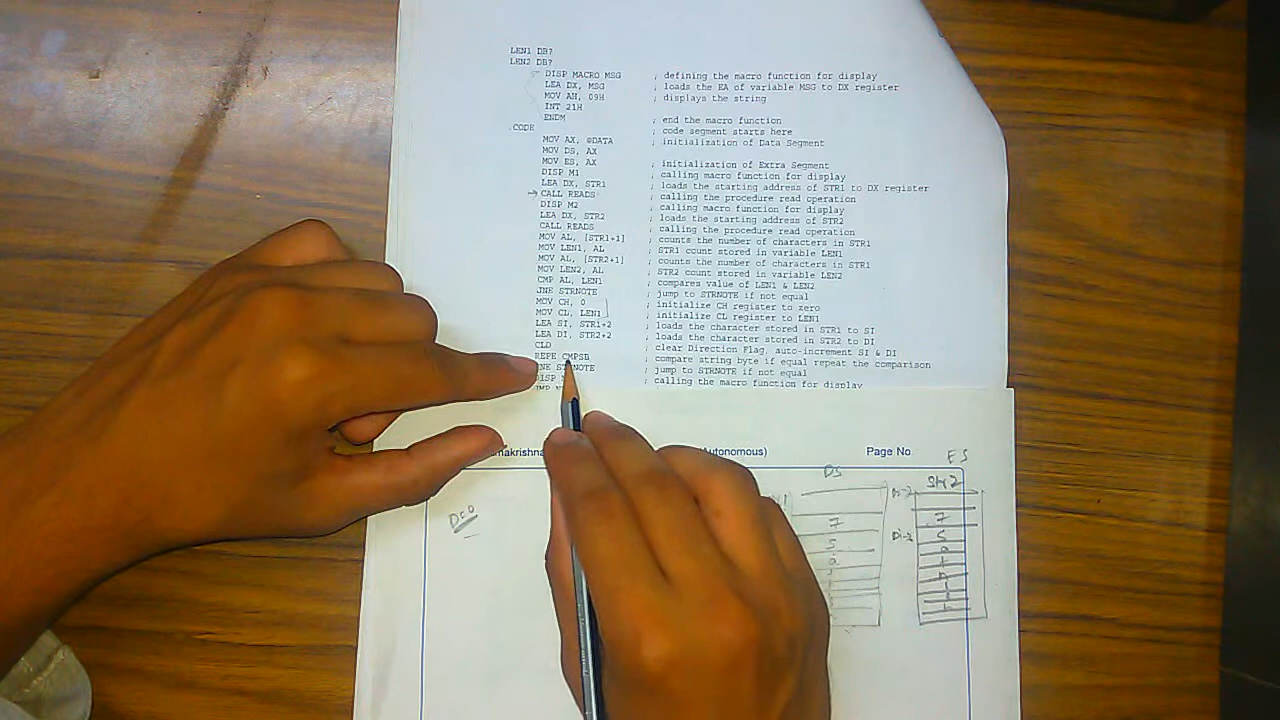 LEN1 DB?
LEN2 DB?
DISP MACRO MSG ; defining the macro function for display
LEA DX, MSG ; loads the EA of variable MSG to DX register
MOV AH, 09H ; displays the string
INT 21H
ENDM ; end the macro function
.CODE ; code segment starts here
MOV AX, @DATA ; initialization of Data Segment
MOV DS, AX
MOV ES, AX ; initialization of Extra Segment
DISP M1 ; calling macro function for display
LEA DX, STR1 ; loads the starting address of STR1 to DX register
CALL READS ; calling the procedure read operation
DISP M2 ; calling macro function for display
LEA DX, STR2 ; loads the starting address of STR2
CALL READS ; calling the procedure read operation
MOV AL, [STR1+1] ; counts the number of characters in STR1
MOV LEN1, AL ; STR1 count stored in variable LEN1
MOV AL, [STR2+1] ; counts the number of characters in STR1
MOV LEN2, AL ; STR2 count stored in variable LEN2
CMP AL, LEN1 ; compares value of LEN1 & LEN2
JNE STRNOTE ; jump to STRNOTE if not equal
MOV CH, 0 ; initialize CH register to zero
MOV CL, LEN1 ; initialize CL register to LEN1
LEA SI, STR1+2 ; loads the character stored in STR1 to SI
LEA DI, STR2+2 ; loads the character stored in STR2 to DI
CLD ; clear Direction Flag, auto-increment SI & DI
REPE CMPSB ; compare string byte if equal repeat the comparison
; jump to STRNOTE if not equal
DISP ; calling the macro function for display
Page No
ES
DS
D=0
7
5
7
5